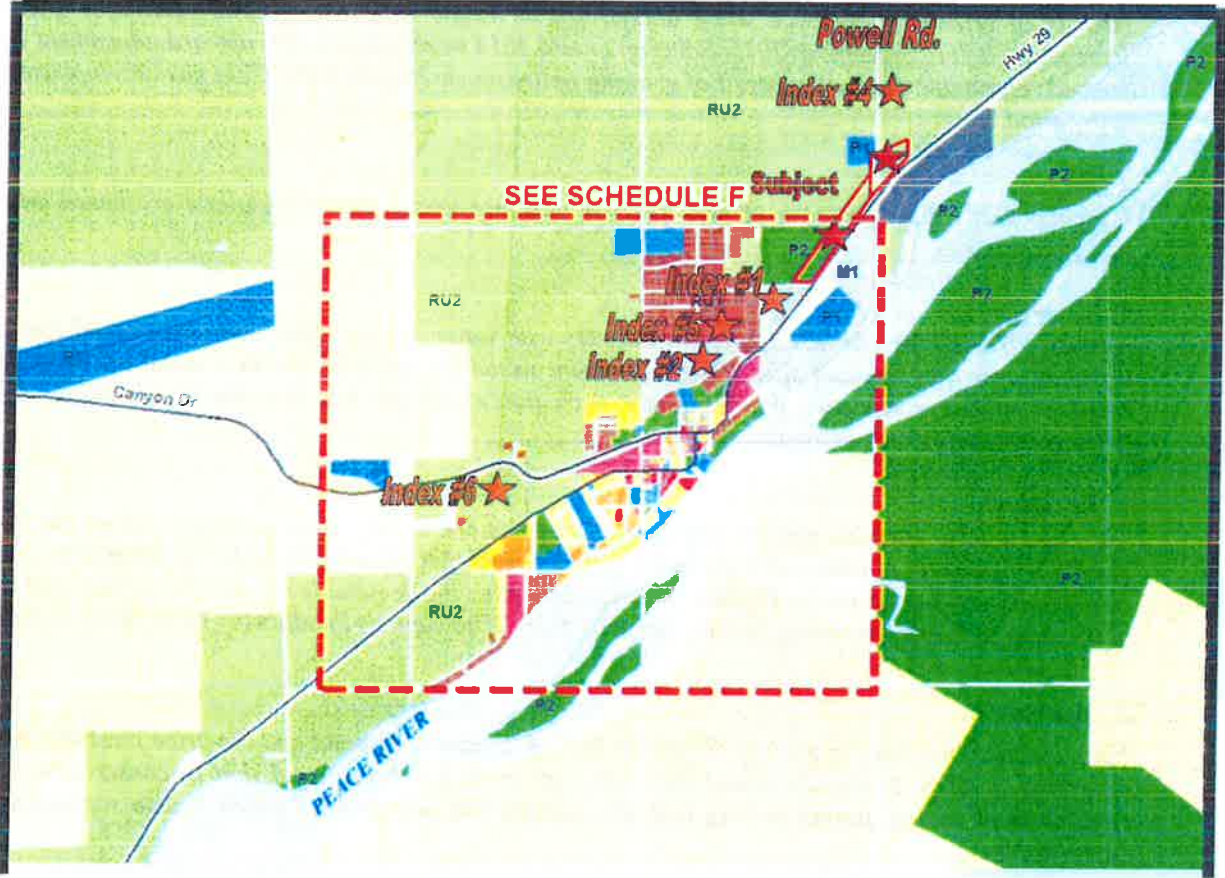 Powell Rd.
Hwy 29
P2
Index #4
RU2
P1
P2
Subject
SEE SCHEDULE F
P2
P2
M1
Index #1
P2
RU2
P1
Index #5
Index #2
Canyon Dr
Index #6
P2
RU2
P2
PEACE RIVER
P2